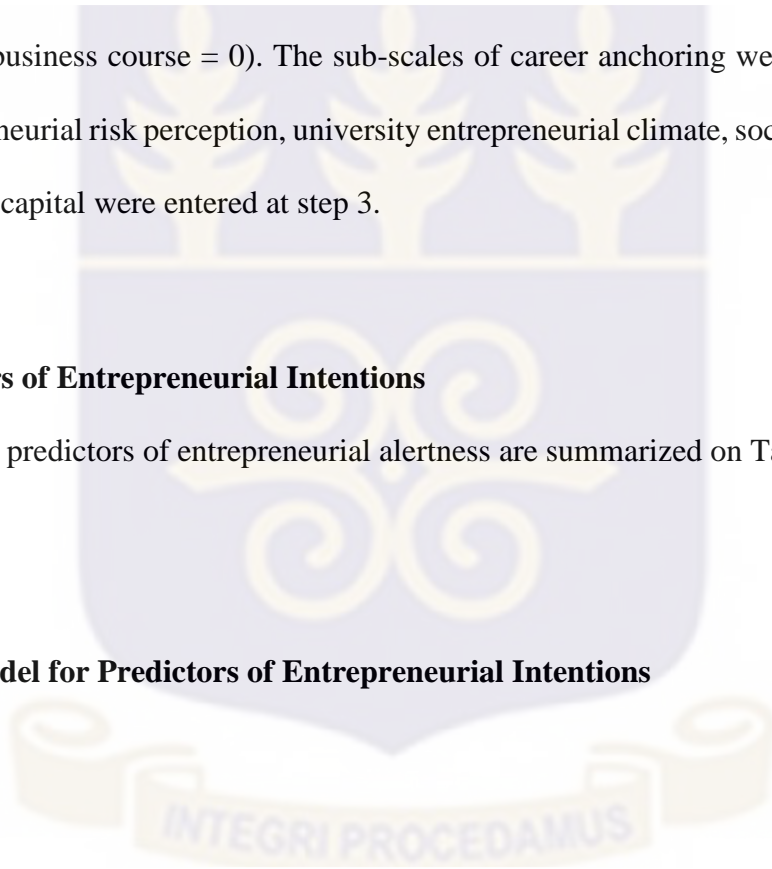 business course = 0). The sub-scales of career anchoring we
neurial risk perception, university entrepreneurial climate, soc
capital were entered at step 3.
rs of Entrepreneurial Intentions
predictors of entrepreneurial alertness are summarized on Ta
del for Predictors of Entrepreneurial Intentions
INTEGRI PROCEDAMUS